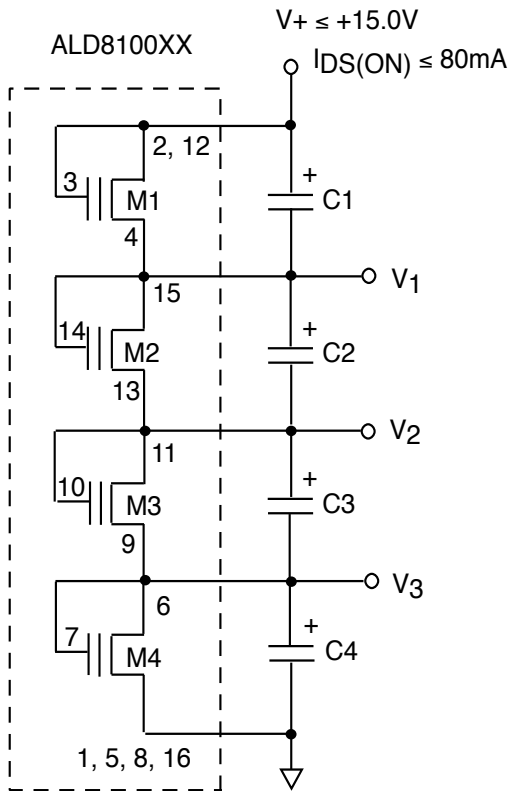 V+ ≤ +15.0V
ALD8100XX
IDS(ON) ≤ 80mA
2, 12
3
+
M1
C1
4
15
V1
14
+
M2
C2
13
11
V2
10
+
M3
C3
9
6
V3
7
+
M4
C4
1, 5, 8, 16